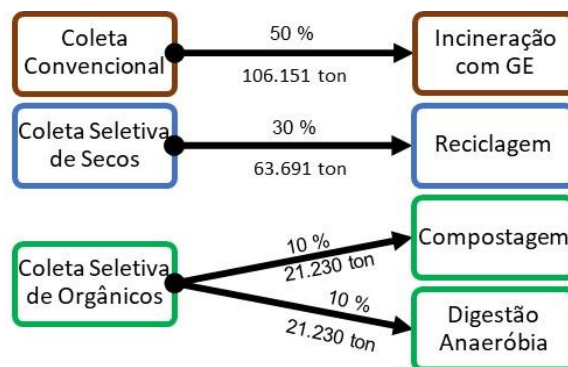 Coleta
Convencional
50 %
106.151 ton
Incineração
com GE
Coleta Seletiva
de Secos
30 %
63.691 ton
Reciclagem
Coleta Seletiva
de Orgânicos
10 %
21.230 ton
Compostagem
10 %
21.230 ton
Digestão
Anaeróbia